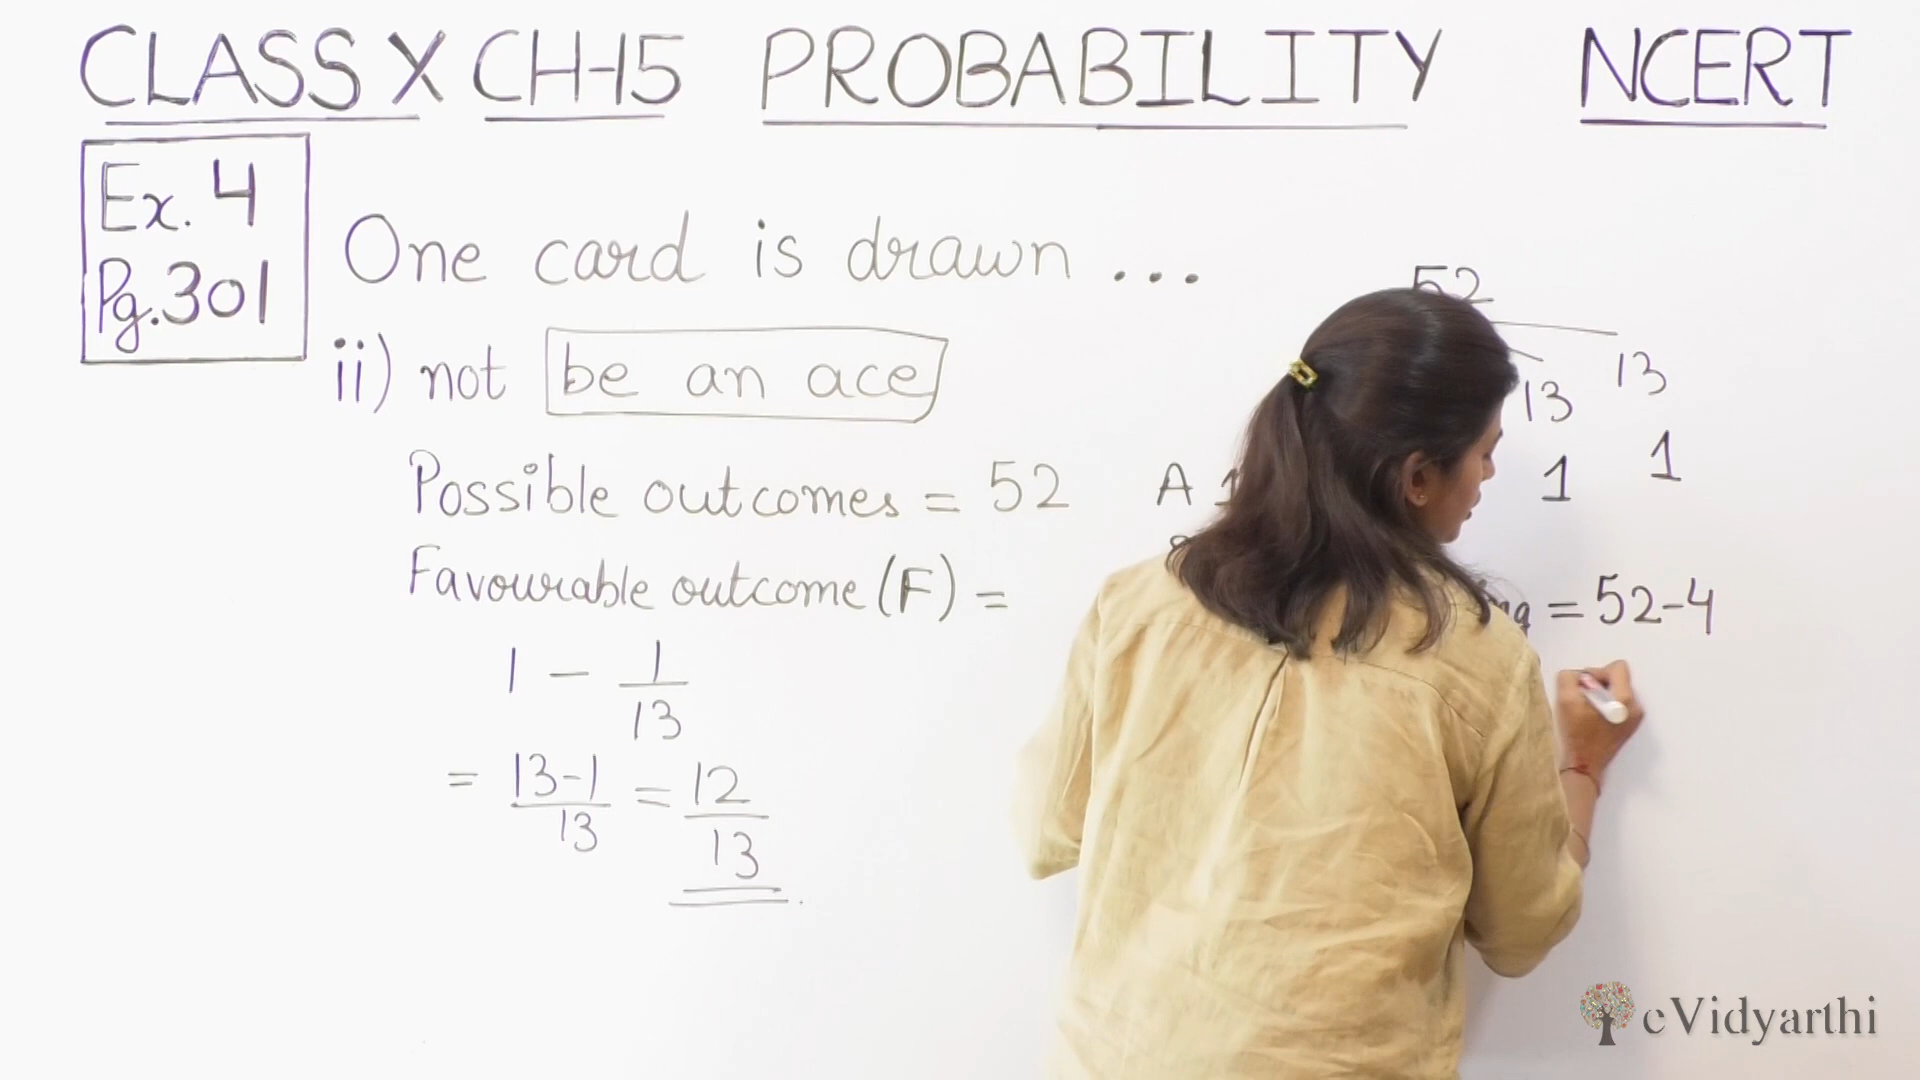 CLASS X CH-15 PROBABILITY NCERT
Ex. 4
Pg.301
One card is drawn ...
52
ii) not be an ace
13 13
Possible outcomes = 52
A 1
1 1
Favourable outcome (F) =
= 52-4
1 - 1/13
= 13-1/13 = 12/13
eVidyarthi